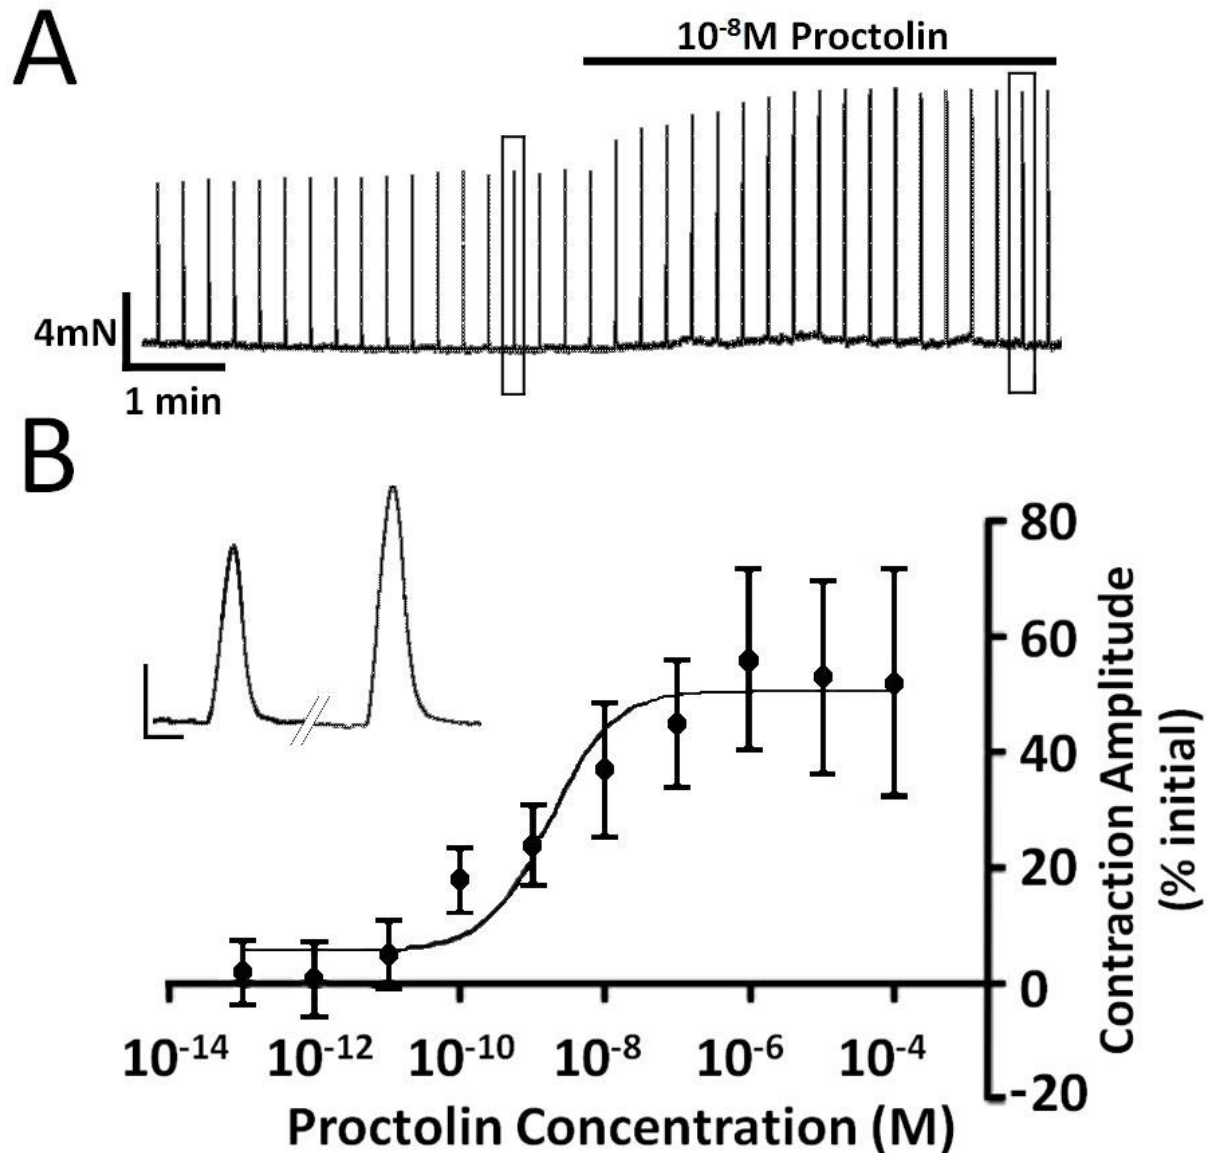 A
10⁻⁸M Proctolin
4mN
1 min
B
80
60
40
20
0
-20
Contraction Amplitude
(% initial)
10⁻¹⁴ 10⁻¹² 10⁻¹⁰ 10⁻⁸ 10⁻⁶ 10⁻⁴
Proctolin Concentration (M)